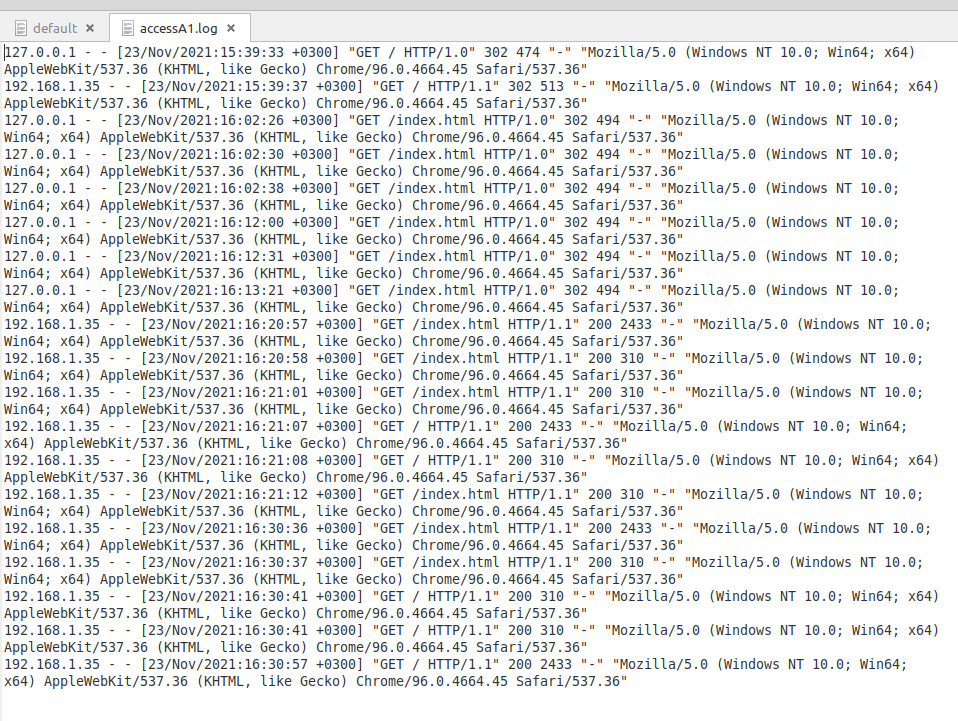 default ×
accessA1.log ×
127.0.0.1 - - [23/Nov/2021:15:39:33 +0300] "GET / HTTP/1.0" 302 474 "-" "Mozilla/5.0 (Windows NT 10.0; Win64; x64)
AppleWebKit/537.36 (KHTML, like Gecko) Chrome/96.0.4664.45 Safari/537.36"
192.168.1.35 - - [23/Nov/2021:15:39:37 +0300] "GET / HTTP/1.1" 302 513 "-" "Mozilla/5.0 (Windows NT 10.0; Win64; x64)
AppleWebKit/537.36 (KHTML, like Gecko) Chrome/96.0.4664.45 Safari/537.36"
127.0.0.1 - - [23/Nov/2021:16:02:26 +0300] "GET /index.html HTTP/1.0" 302 494 "-" "Mozilla/5.0 (Windows NT 10.0;
Win64; x64) AppleWebKit/537.36 (KHTML, like Gecko) Chrome/96.0.4664.45 Safari/537.36"
127.0.0.1 - - [23/Nov/2021:16:02:30 +0300] "GET /index.html HTTP/1.0" 302 494 "-" "Mozilla/5.0 (Windows NT 10.0;
Win64; x64) AppleWebKit/537.36 (KHTML, like Gecko) Chrome/96.0.4664.45 Safari/537.36"
127.0.0.1 - - [23/Nov/2021:16:02:38 +0300] "GET /index.html HTTP/1.0" 302 494 "-" "Mozilla/5.0 (Windows NT 10.0;
Win64; x64) AppleWebKit/537.36 (KHTML, like Gecko) Chrome/96.0.4664.45 Safari/537.36"
127.0.0.1 - - [23/Nov/2021:16:12:00 +0300] "GET /index.html HTTP/1.0" 302 494 "-" "Mozilla/5.0 (Windows NT 10.0;
Win64; x64) AppleWebKit/537.36 (KHTML, like Gecko) Chrome/96.0.4664.45 Safari/537.36"
127.0.0.1 - - [23/Nov/2021:16:12:31 +0300] "GET /index.html HTTP/1.0" 302 494 "-" "Mozilla/5.0 (Windows NT 10.0;
Win64; x64) AppleWebKit/537.36 (KHTML, like Gecko) Chrome/96.0.4664.45 Safari/537.36"
127.0.0.1 - - [23/Nov/2021:16:13:21 +0300] "GET /index.html HTTP/1.0" 302 494 "-" "Mozilla/5.0 (Windows NT 10.0;
Win64; x64) AppleWebKit/537.36 (KHTML, like Gecko) Chrome/96.0.4664.45 Safari/537.36"
192.168.1.35 - - [23/Nov/2021:16:20:57 +0300] "GET /index.html HTTP/1.1" 200 2433 "-" "Mozilla/5.0 (Windows NT 10.0;
Win64; x64) AppleWebKit/537.36 (KHTML, like Gecko) Chrome/96.0.4664.45 Safari/537.36"
192.168.1.35 - - [23/Nov/2021:16:20:58 +0300] "GET /index.html HTTP/1.1" 200 310 "-" "Mozilla/5.0 (Windows NT 10.0;
Win64; x64) AppleWebKit/537.36 (KHTML, like Gecko) Chrome/96.0.4664.45 Safari/537.36"
192.168.1.35 - - [23/Nov/2021:16:21:01 +0300] "GET /index.html HTTP/1.1" 200 310 "-" "Mozilla/5.0 (Windows NT 10.0;
Win64; x64) AppleWebKit/537.36 (KHTML, like Gecko) Chrome/96.0.4664.45 Safari/537.36"
192.168.1.35 - - [23/Nov/2021:16:21:07 +0300] "GET / HTTP/1.1" 200 2433 "-" "Mozilla/5.0 (Windows NT 10.0; Win64;
x64) AppleWebKit/537.36 (KHTML, like Gecko) Chrome/96.0.4664.45 Safari/537.36"
192.168.1.35 - - [23/Nov/2021:16:21:08 +0300] "GET / HTTP/1.1" 200 310 "-" "Mozilla/5.0 (Windows NT 10.0; Win64; x64)
AppleWebKit/537.36 (KHTML, like Gecko) Chrome/96.0.4664.45 Safari/537.36"
192.168.1.35 - - [23/Nov/2021:16:21:12 +0300] "GET /index.html HTTP/1.1" 200 310 "-" "Mozilla/5.0 (Windows NT 10.0;
Win64; x64) AppleWebKit/537.36 (KHTML, like Gecko) Chrome/96.0.4664.45 Safari/537.36"
192.168.1.35 - - [23/Nov/2021:16:30:36 +0300] "GET /index.html HTTP/1.1" 200 2433 "-" "Mozilla/5.0 (Windows NT 10.0;
Win64; x64) AppleWebKit/537.36 (KHTML, like Gecko) Chrome/96.0.4664.45 Safari/537.36"
192.168.1.35 - - [23/Nov/2021:16:30:37 +0300] "GET /index.html HTTP/1.1" 200 310 "-" "Mozilla/5.0 (Windows NT 10.0;
Win64; x64) AppleWebKit/537.36 (KHTML, like Gecko) Chrome/96.0.4664.45 Safari/537.36"
192.168.1.35 - - [23/Nov/2021:16:30:41 +0300] "GET / HTTP/1.1" 200 310 "-" "Mozilla/5.0 (Windows NT 10.0; Win64; x64)
AppleWebKit/537.36 (KHTML, like Gecko) Chrome/96.0.4664.45 Safari/537.36"
192.168.1.35 - - [23/Nov/2021:16:30:41 +0300] "GET / HTTP/1.1" 200 310 "-" "Mozilla/5.0 (Windows NT 10.0; Win64; x64)
AppleWebKit/537.36 (KHTML, like Gecko) Chrome/96.0.4664.45 Safari/537.36"
192.168.1.35 - - [23/Nov/2021:16:30:57 +0300] "GET / HTTP/1.1" 200 2433 "-" "Mozilla/5.0 (Windows NT 10.0; Win64;
x64) AppleWebKit/537.36 (KHTML, like Gecko) Chrome/96.0.4664.45 Safari/537.36"